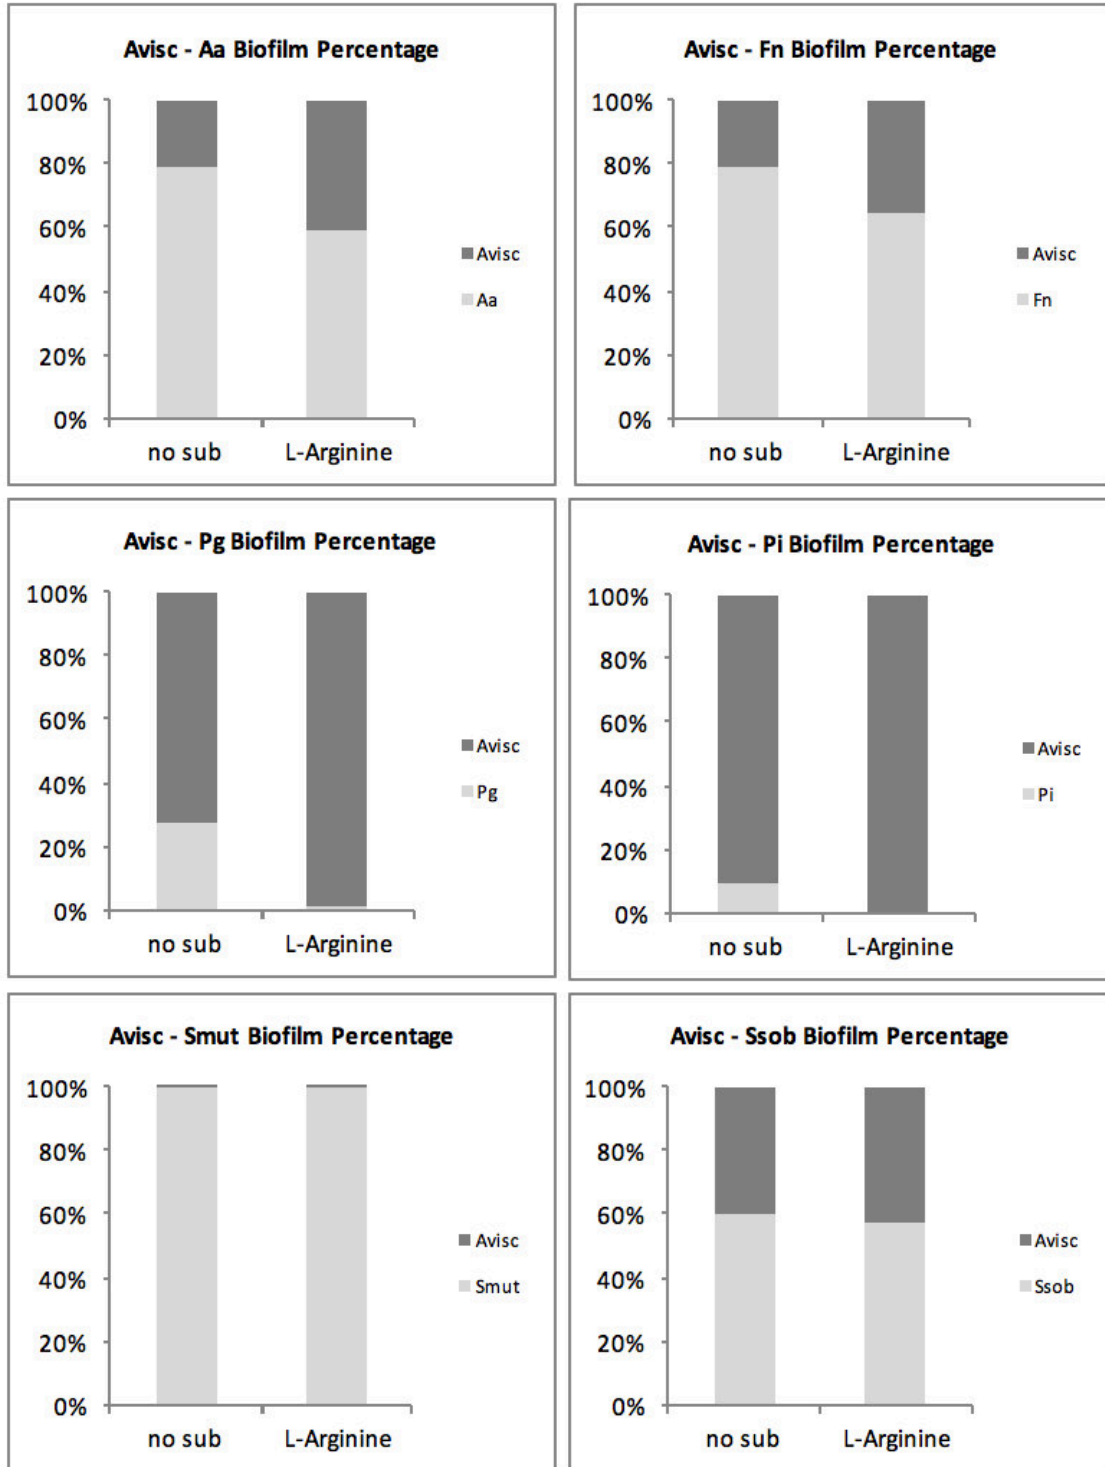 Avisc - Aa Biofilm Percentage
100%
80%
60%
40%
20%
0%
no sub L-Arginine
Avisc
Aa
Avisc - Fn Biofilm Percentage
100%
80%
60%
40%
20%
0%
no sub L-Arginine
Avisc
Fn
Avisc - Pg Biofilm Percentage
100%
80%
60%
40%
20%
0%
no sub L-Arginine
Avisc
Pg
Avisc - Pi Biofilm Percentage
100%
80%
60%
40%
20%
0%
no sub L-Arginine
Avisc
Pi
Avisc - Smut Biofilm Percentage
100%
80%
60%
40%
20%
0%
no sub L-Arginine
Avisc
Smut
Avisc - Ssob Biofilm Percentage
100%
80%
60%
40%
20%
0%
no sub L-Arginine
Avisc
Ssob